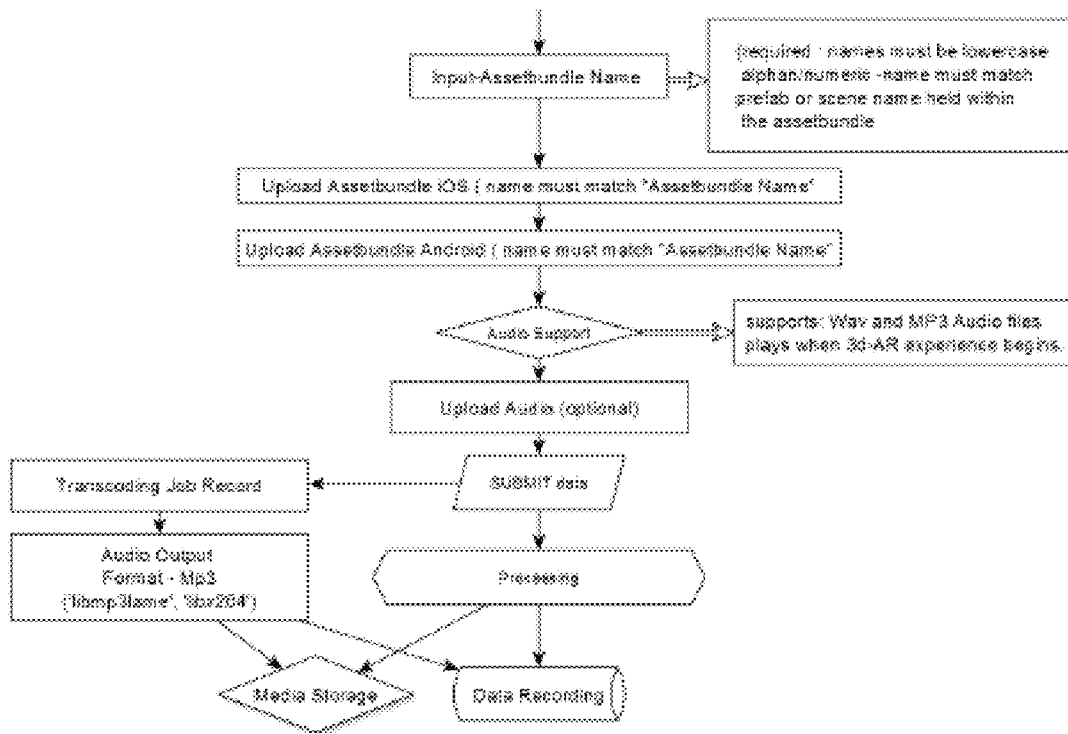 Input-Assetbundle Name
(required : names must be lowercase
alphan/numeric -name must match
prefab or scene name held within
the assetbundle
Upload Assetbundle iOS ( name must match "Assetbundle Name"
Upload Assetbundle Android ( name must match "Assetbundle Name"
Audio Support
supports: Wav and MP3 Audio files
plays when 3d-AR experience begins.
Upload Audio (optional)
SUBMIT data
Transcoding Job Record
Audio Output
Format - Mp3
('libmp3lame', 'libx264')
Processing
Media Storage
Data Recording